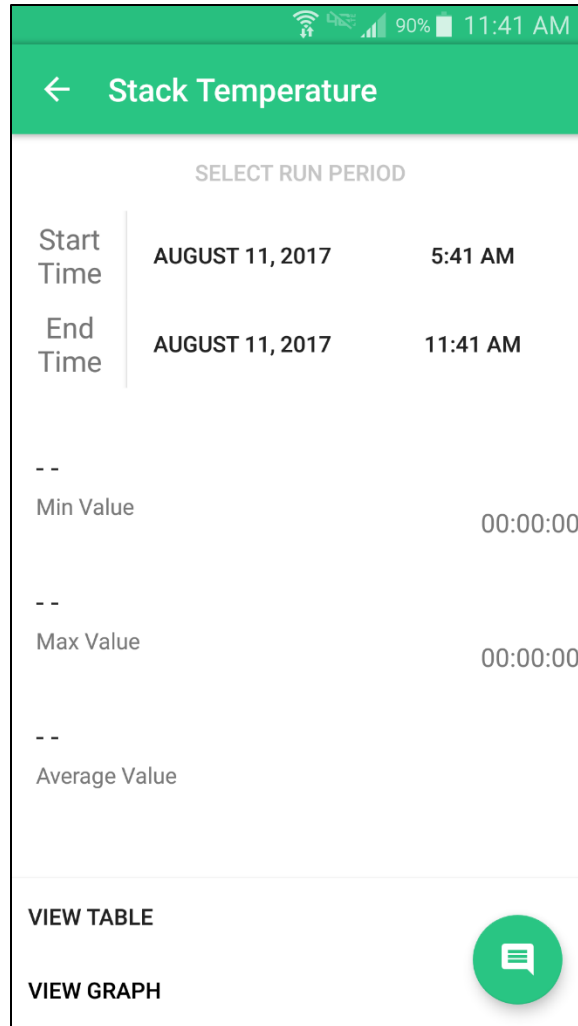 90% 11:41 AM
Stack Temperature
SELECT RUN PERIOD
Start
Time
AUGUST 11, 2017 5:41 AM
End
Time
AUGUST 11, 2017 11:41 AM
- -
Min Value
00:00:00
- -
Max Value
00:00:00
- -
Average Value
VIEW TABLE
VIEW GRAPH